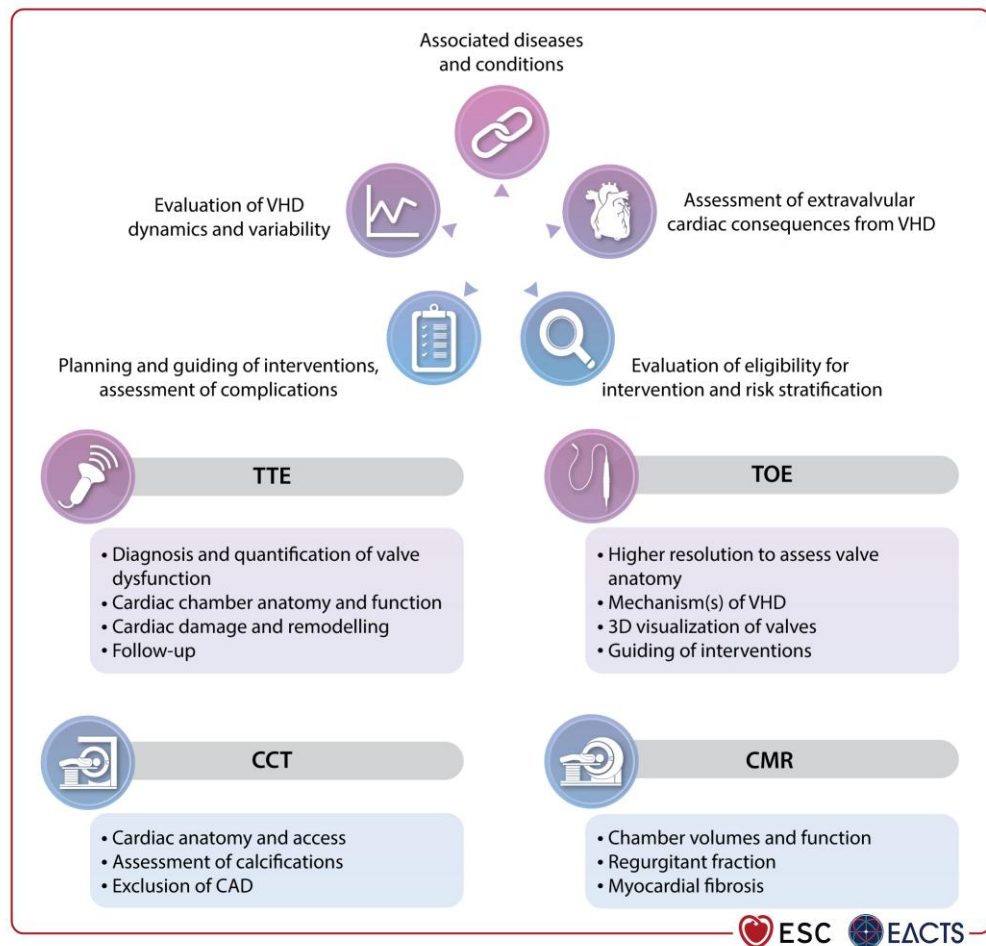 Associated diseases
and conditions
Evaluation of VHD
dynamics and variability
Assessment of extravalvular
cardiac consequences from VHD
Planning and guiding of interventions,
assessment of complications
Evaluation of eligibility for
intervention and risk stratification
TTE
• Diagnosis and quantification of valve
dysfunction
• Cardiac chamber anatomy and function
• Cardiac damage and remodelling
• Follow-up
TOE
• Higher resolution to assess valve
anatomy
• Mechanism(s) of VHD
• 3D visualization of valves
• Guiding of interventions
CCT
• Cardiac anatomy and access
• Assessment of calcifications
• Exclusion of CAD
CMR
• Chamber volumes and function
• Regurgitant fraction
• Myocardial fibrosis
ESC EACTS